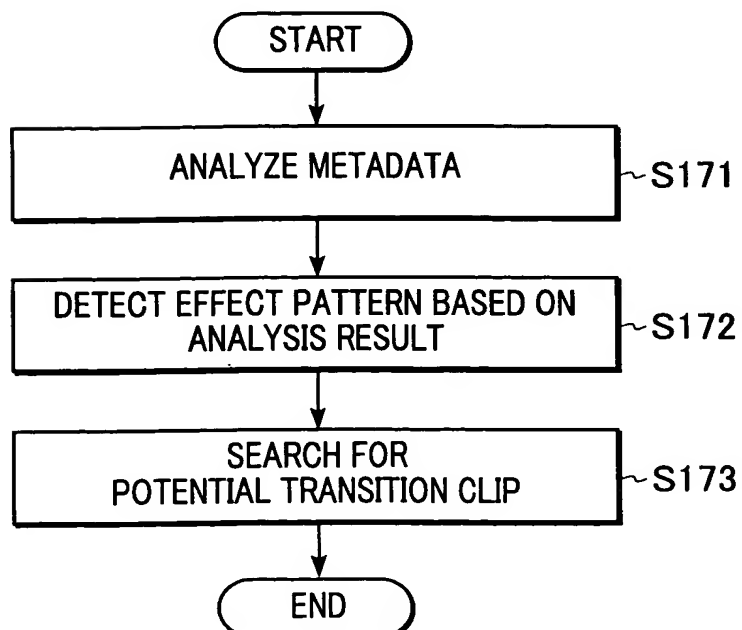 START
ANALYZE METADATA
S171
DETECT EFFECT PATTERN BASED ON
ANALYSIS RESULT
S172
SEARCH FOR
POTENTIAL TRANSITION CLIP
S173
END